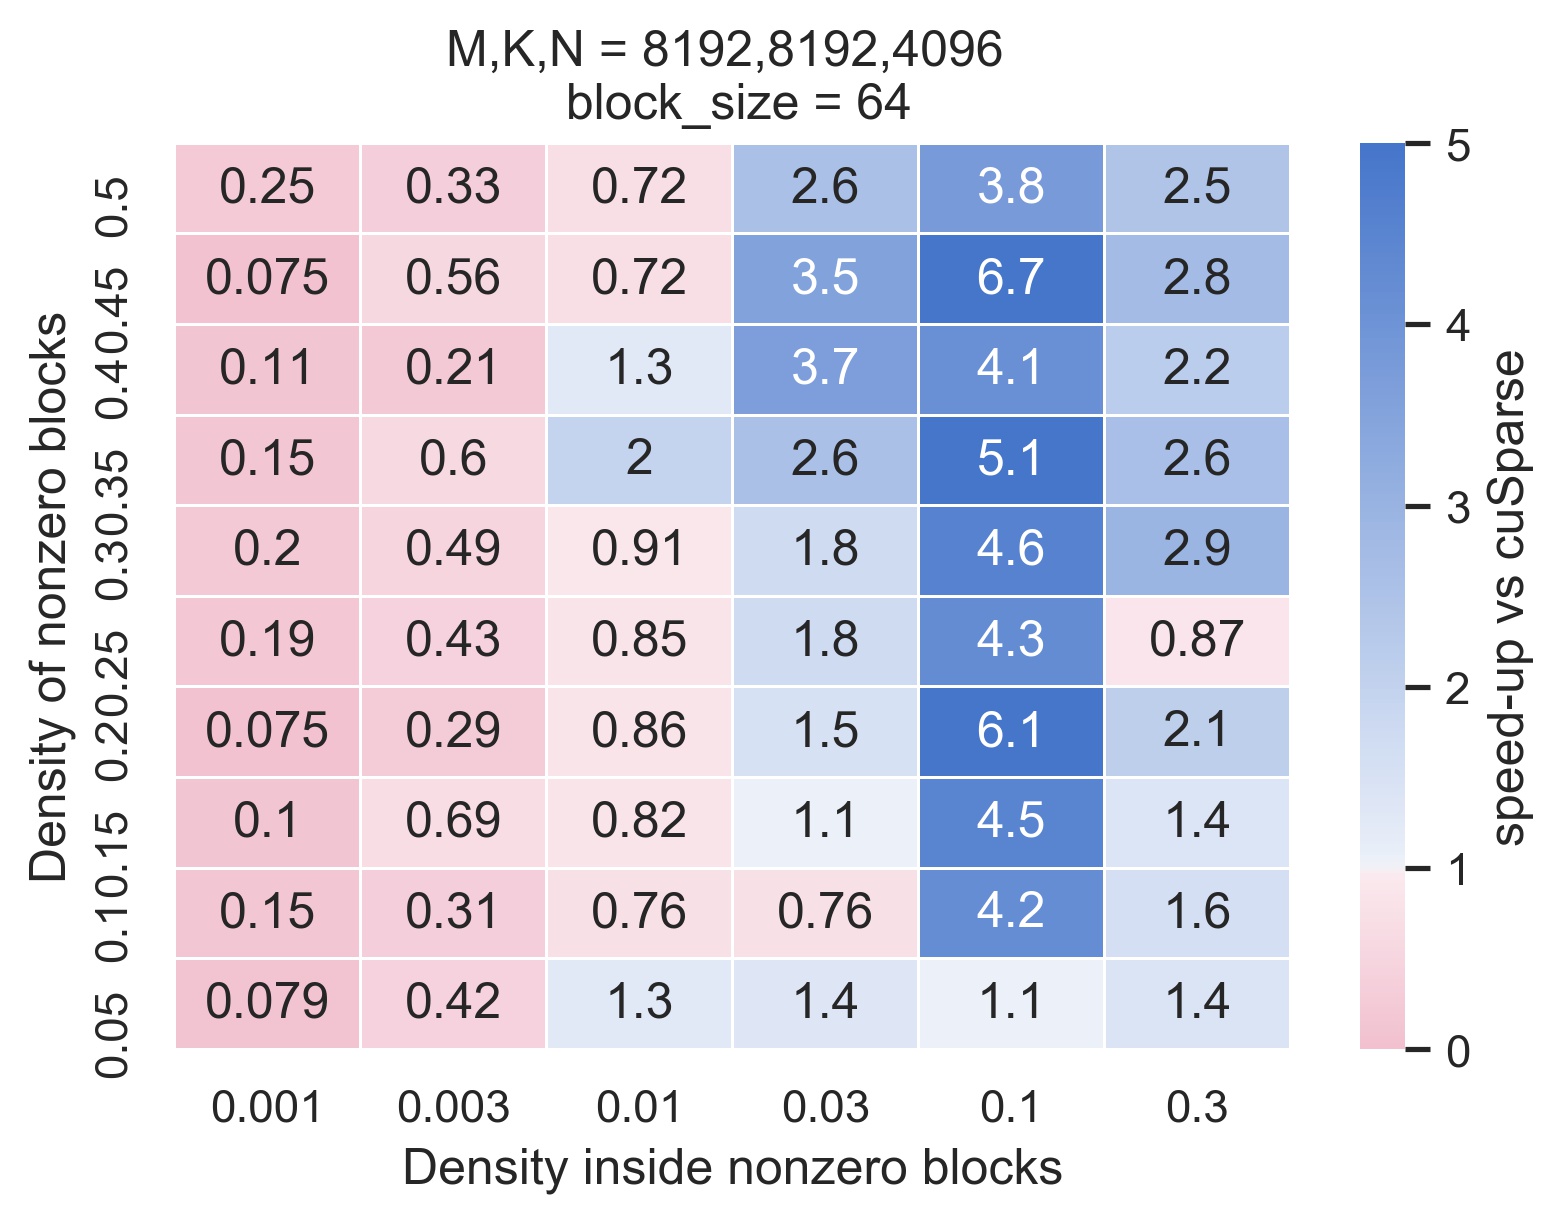 M,K,N = 8192,8192,4096
block_size = 64
0.5 0.25 0.33 0.72 2.6 3.8 2.5
0.45 0.075 0.56 0.72 3.5 6.7 2.8
0.4 0.11 0.21 1.3 3.7 4.1 2.2
0.35 0.15 0.6 2 2.6 5.1 2.6
0.3 0.2 0.49 0.91 1.8 4.6 2.9
0.25 0.19 0.43 0.85 1.8 4.3 0.87
0.2 0.075 0.29 0.86 1.5 6.1 2.1
0.15 0.1 0.69 0.82 1.1 4.5 1.4
0.1 0.15 0.31 0.76 0.76 4.2 1.6
0.05 0.079 0.42 1.3 1.4 1.1 1.4
0.001 0.003 0.01 0.03 0.1 0.3
Density inside nonzero blocks
Density of nonzero blocks
5
4
3
2
1
0
speed-up vs cuSparse